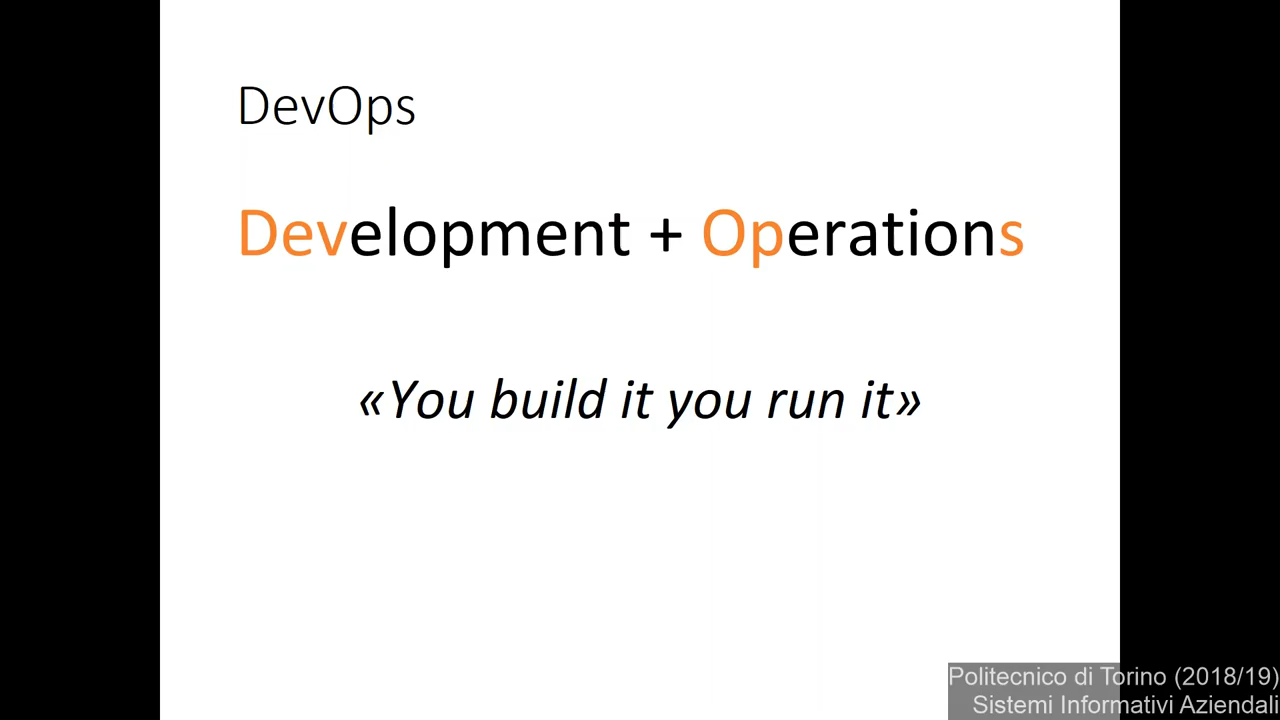 DevOps
Development + Operations
«You build it you run it»
Politecnico di Torino (2018/19)
Sistemi Informativi Aziendali